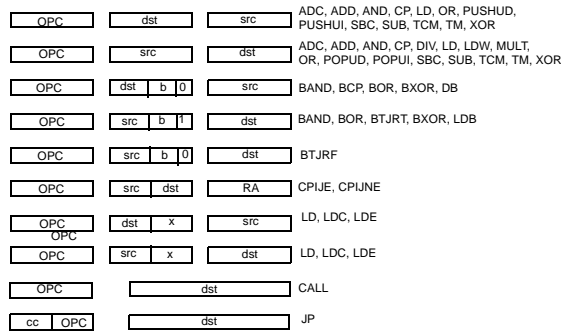 OPC dst src ADC, ADD, AND, CP, LD, OR, PUSHUD,
PUSHUI, SBC, SUB, TCM, TM, XOR
OPC src dst ADC, ADD, AND, CP, DIV, LD, LDW, MULT,
OR, POPUD, POPUI, SBC, SUB, TCM, TM, XOR
OPC dst b 0 src BAND, BCP, BOR, BXOR, DB
OPC src b 1 dst BAND, BOR, BTJRT, BXOR, LDB
OPC src b 0 dst BTJRF
OPC src dst RA CPIJE, CPIJNE
OPC dst x src LD, LDC, LDE
OPC
OPC src x dst LD, LDC, LDE
OPC dst CALL
cc OPC dst JP